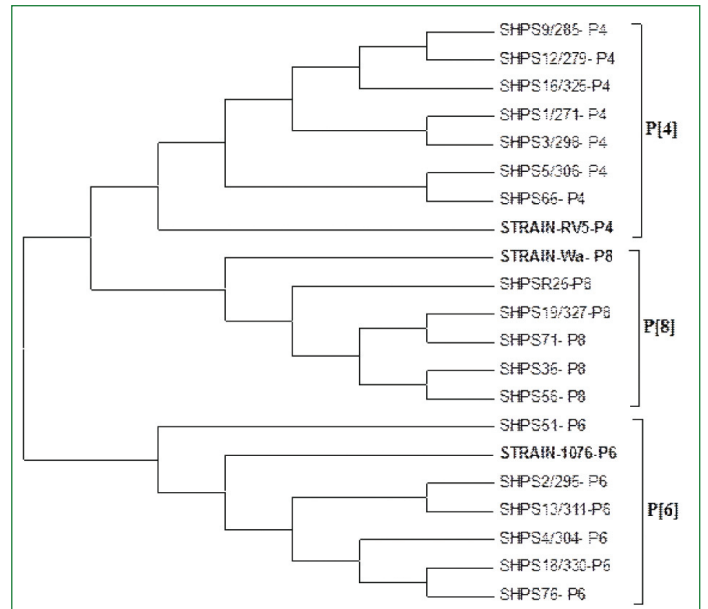 SHPS9/285- P4
SHPS12/279- P4
SHPS16/325-P4
SHPS1/271- P4
SHPS3/298- P4
P[4]
SHPS5/306- P4
SHPS66- P4
STRAIN-RV5-P4
STRAIN-Wa- P8
SHPSR26-P8
SHPS19/327-P8
P[8]
SHPS71- P8
SHPS36- P8
SHPS56- P8
SHPS51- P6
STRAIN-1076-P6
SHPS2/295- P6
SHPS13/311-P6
P[6]
SHPS4/304- P6
SHPS18/330-P6
SHPS76- P6